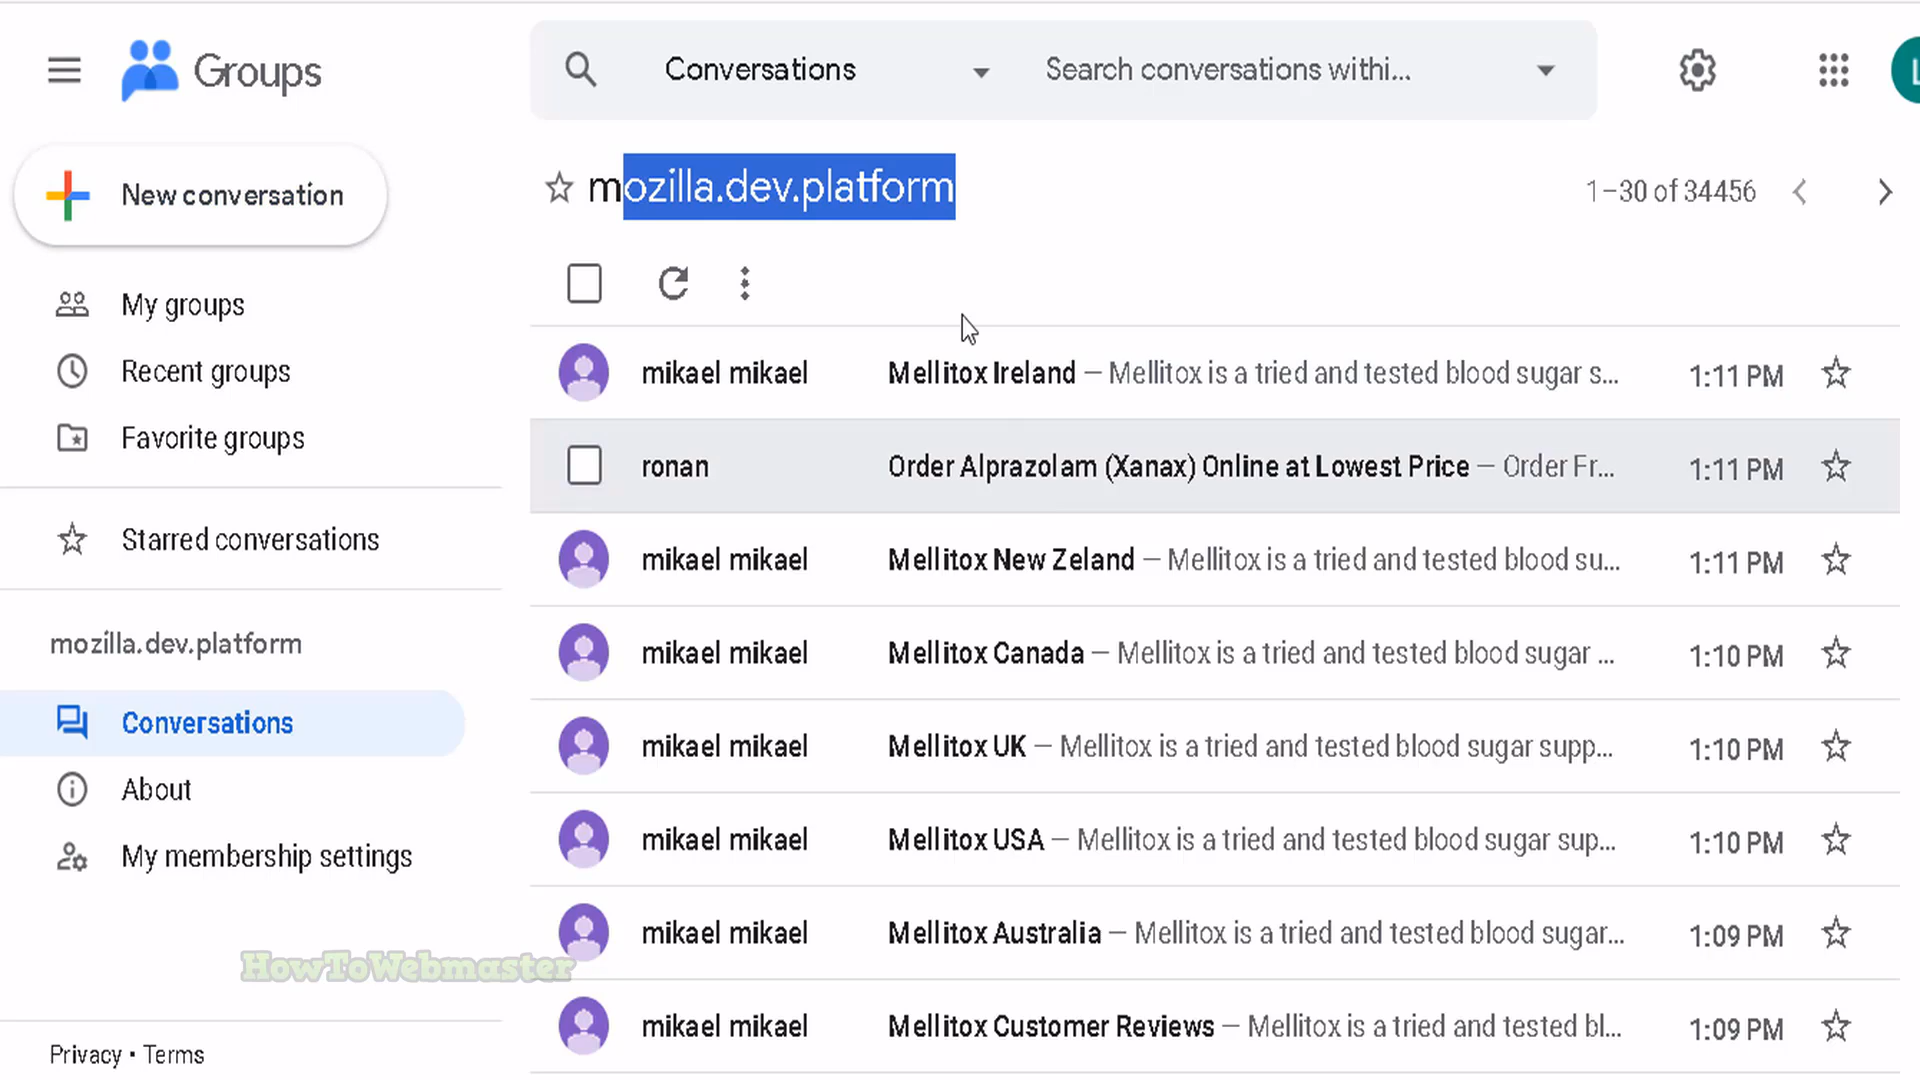 Groups
Conversations
Search conversations withi...
L
New conversation
mozilla.dev.platform
1–30 of 34456
My groups
Recent groups
Favorite groups
Starred conversations
mozilla.dev.platform
Conversations
About
My membership settings
Privacy • Terms
mikael mikael Mellitox Ireland – Mellitox is a tried and tested blood sugar s... 1:11 PM
ronan Order Alprazolam (Xanax) Online at Lowest Price – Order Fr... 1:11 PM
mikael mikael Mellitox New Zeland – Mellitox is a tried and tested blood su... 1:11 PM
mikael mikael Mellitox Canada – Mellitox is a tried and tested blood sugar ... 1:10 PM
mikael mikael Mellitox UK – Mellitox is a tried and tested blood sugar supp... 1:10 PM
mikael mikael Mellitox USA – Mellitox is a tried and tested blood sugar sup... 1:10 PM
mikael mikael Mellitox Australia – Mellitox is a tried and tested blood sugar... 1:09 PM
mikael mikael Mellitox Customer Reviews – Mellitox is a tried and tested bl... 1:09 PM
HowToWebmaster